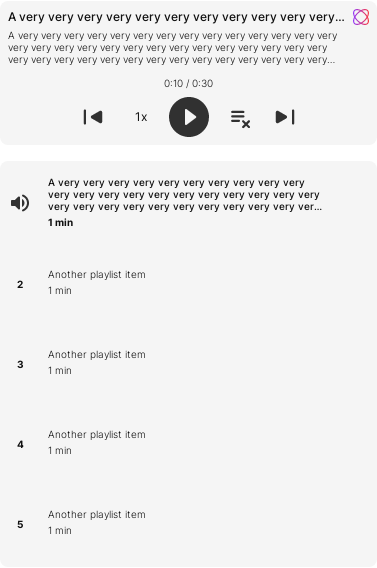 A very very very very very very very very very very very...
A very very very very very very very very very very very very
very very very very very very very very very very very very
very very very very very very very very very very very very...
0:10 / 0:30
1x
A very very very very very very very very very very
very very very very very very very very very very very
very very very very very very very very very very ver...
1 min
2
Another playlist item
1 min
3
Another playlist item
1 min
4
Another playlist item
1 min
5
Another playlist item
1 min